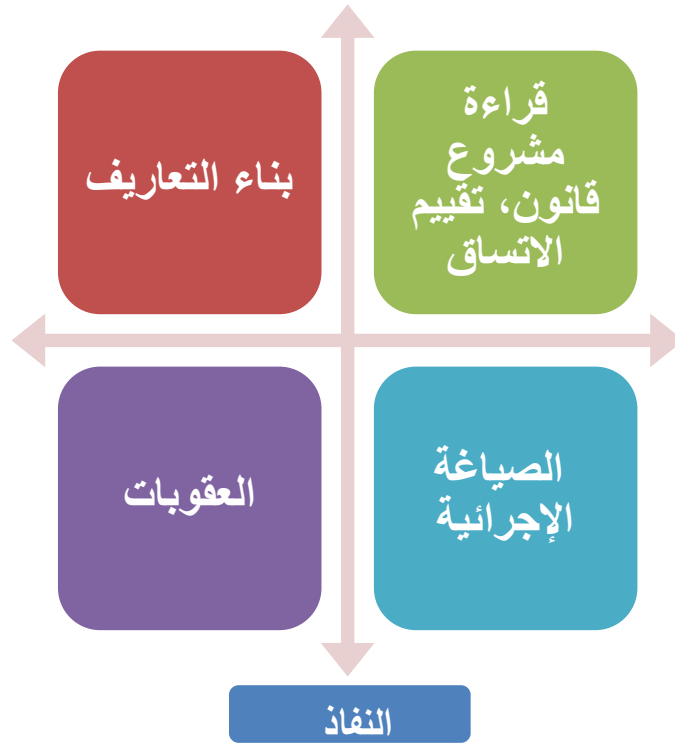 قراءة
مشروع
قانون، تقييم
الاتساق
بناء التعاريف
الصياغة
الإجرائية
العقوبات
النفاذ